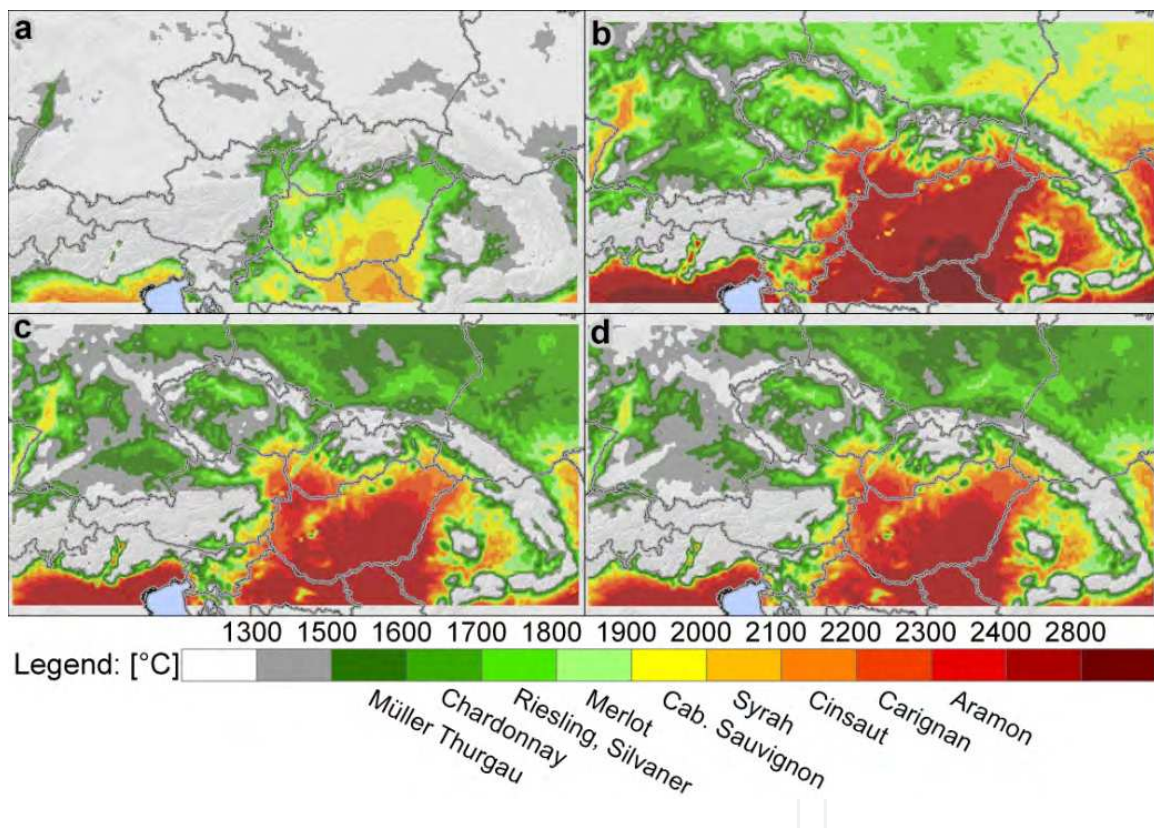 a
b
c
d
1300 1500 1600 1700 1800 1900 2000 2100 2200 2300 2400 2800
Legend: [°C]
Müller Thurgau
Chardonnay
Riesling, Silvaner
Merlot
Cab. Sauvignon
Syrah
Cinsaut
Carignan
Aramon